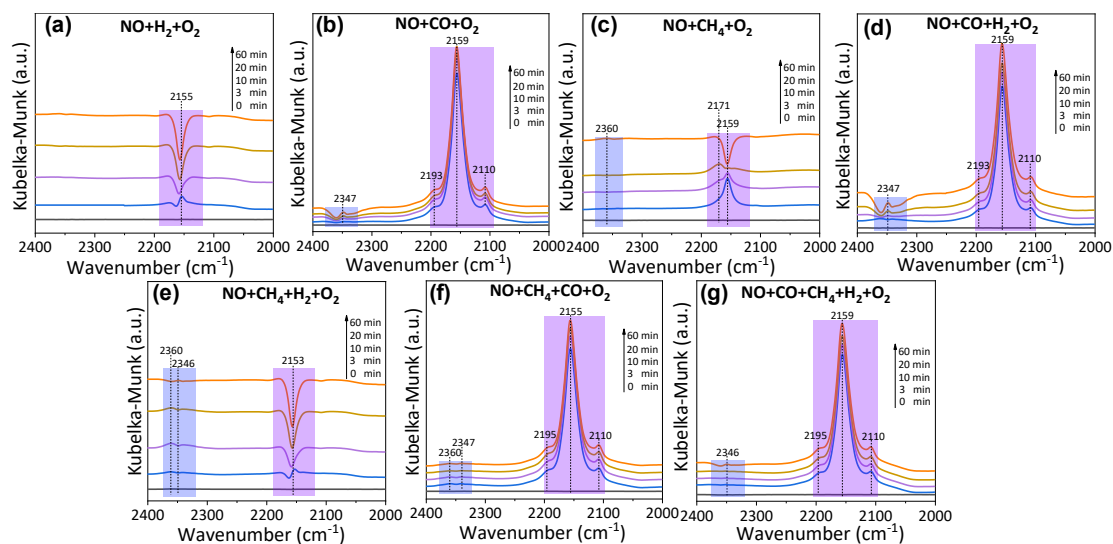 (a)
NO+H₂+O₂
60 min
20 min
10 min
3 min
0 min
2155
Kubelka-Munk (a.u.)
2400 2300 2200 2100 2000
Wavenumber (cm⁻¹)
(b)
NO+CO+O₂
2159
60 min
20 min
10 min
3 min
0 min
2193
2110
2347
Kubelka-Munk (a.u.)
2400 2300 2200 2100 2000
Wavenumber (cm⁻¹)
(c)
NO+CH₄+O₂
60 min
20 min
10 min
3 min
0 min
2171
2159
2360
Kubelka-Munk (a.u.)
2400 2300 2200 2100 2000
Wavenumber (cm⁻¹)
(d)
NO+CO+H₂+O₂
2159
60 min
20 min
10 min
3 min
0 min
2193
2110
2347
Kubelka-Munk (a.u.)
2400 2300 2200 2100 2000
Wavenumber (cm⁻¹)
(e)
NO+CH₄+H₂+O₂
60 min
20 min
10 min
3 min
0 min
2360
2346
2153
Kubelka-Munk (a.u.)
2400 2300 2200 2100 2000
Wavenumber (cm⁻¹)
(f)
NO+CH₄+CO+O₂
2155
60 min
20 min
10 min
3 min
0 min
2195
2110
2347
2360
Kubelka-Munk (a.u.)
2400 2300 2200 2100 2000
Wavenumber (cm⁻¹)
(g)
NO+CO+CH₄+H₂+O₂
2159
60 min
20 min
10 min
3 min
0 min
2195
2110
2346
Kubelka-Munk (a.u.)
2400 2300 2200 2100 2000
Wavenumber (cm⁻¹)